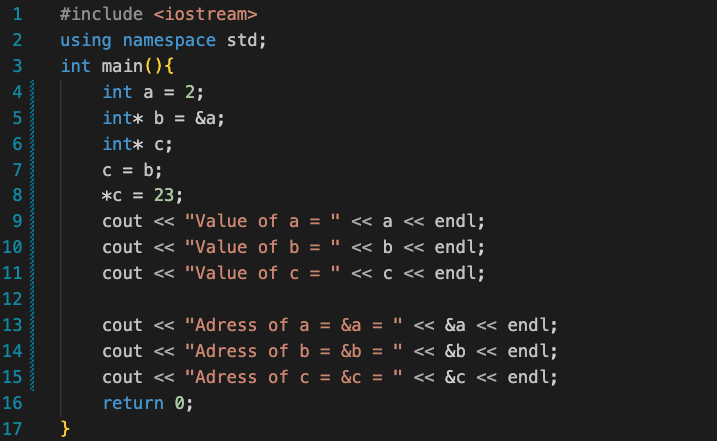 1 #include <iostream>
2 using namespace std;
3 int main(){
4 int a = 2;
5 int* b = &a;
6 int* c;
7 c = b;
8 *c = 23;
9 cout << "Value of a = " << a << endl;
10 cout << "Value of b = " << b << endl;
11 cout << "Value of c = " << c << endl;
12
13 cout << "Adress of a = &a = " << &a << endl;
14 cout << "Adress of b = &b = " << &b << endl;
15 cout << "Adress of c = &c = " << &c << endl;
16 return 0;
17 }